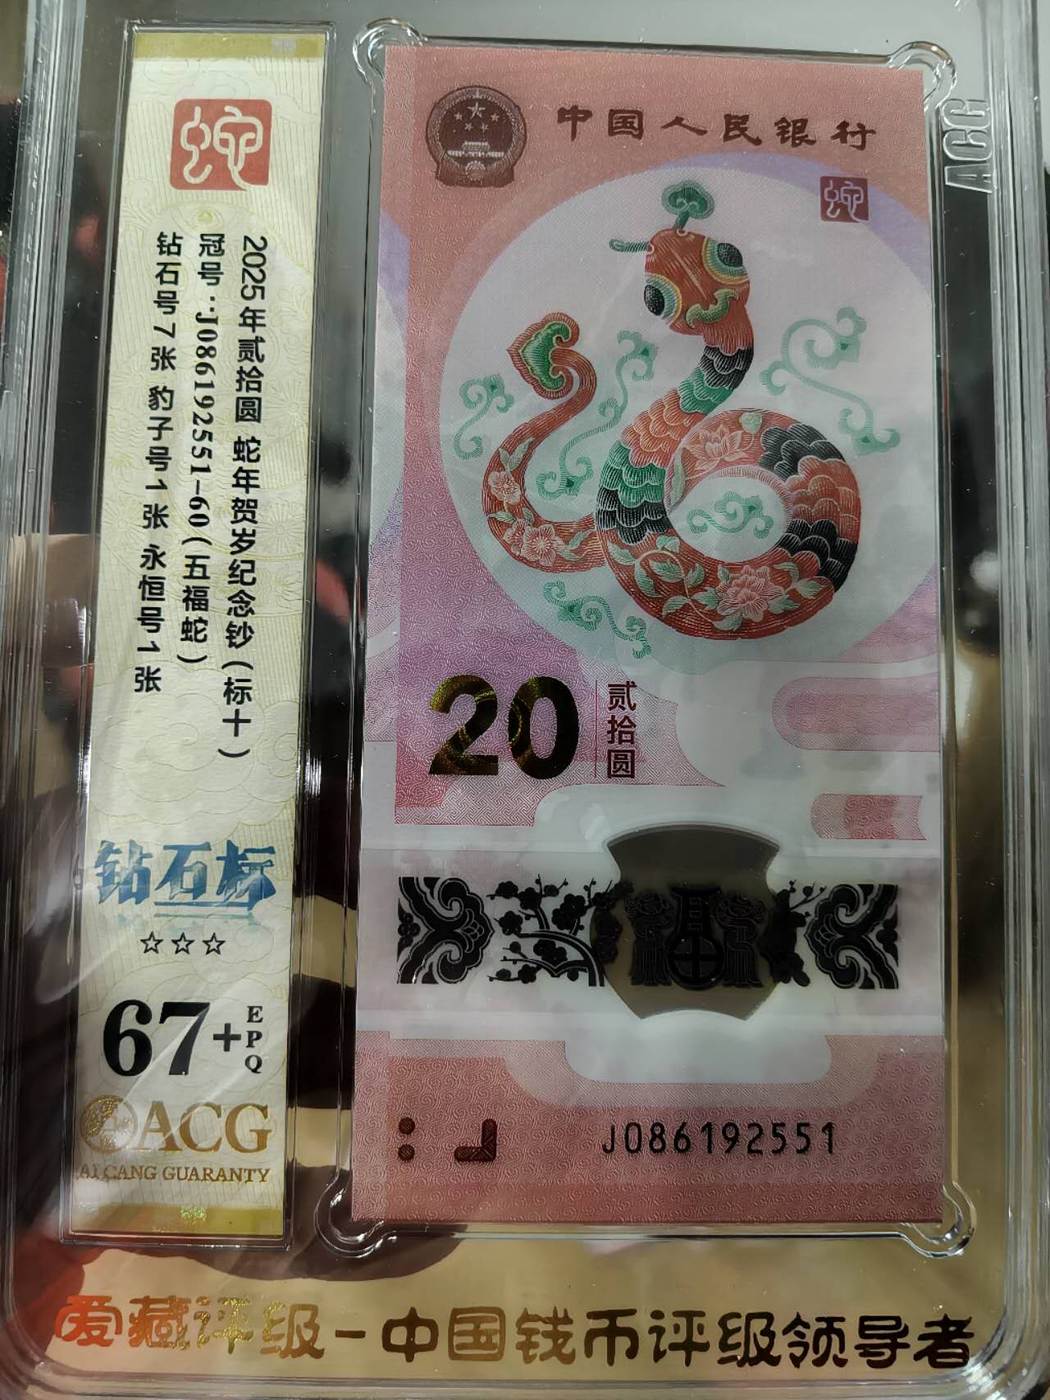 蛇
2025年贰拾圆 蛇年贺岁纪念钞(标十)
冠号:J086192551-60(五福蛇)
钻石号7张 豹子号1张 永恒号1张
钻石标
☆☆☆
67+
EPQ
ACG
AI CANG GUARANTY
中国人民银行
蛇
20
贰拾圆
福
J086192551
ACG
爱藏评级-中国钱币评级领导者